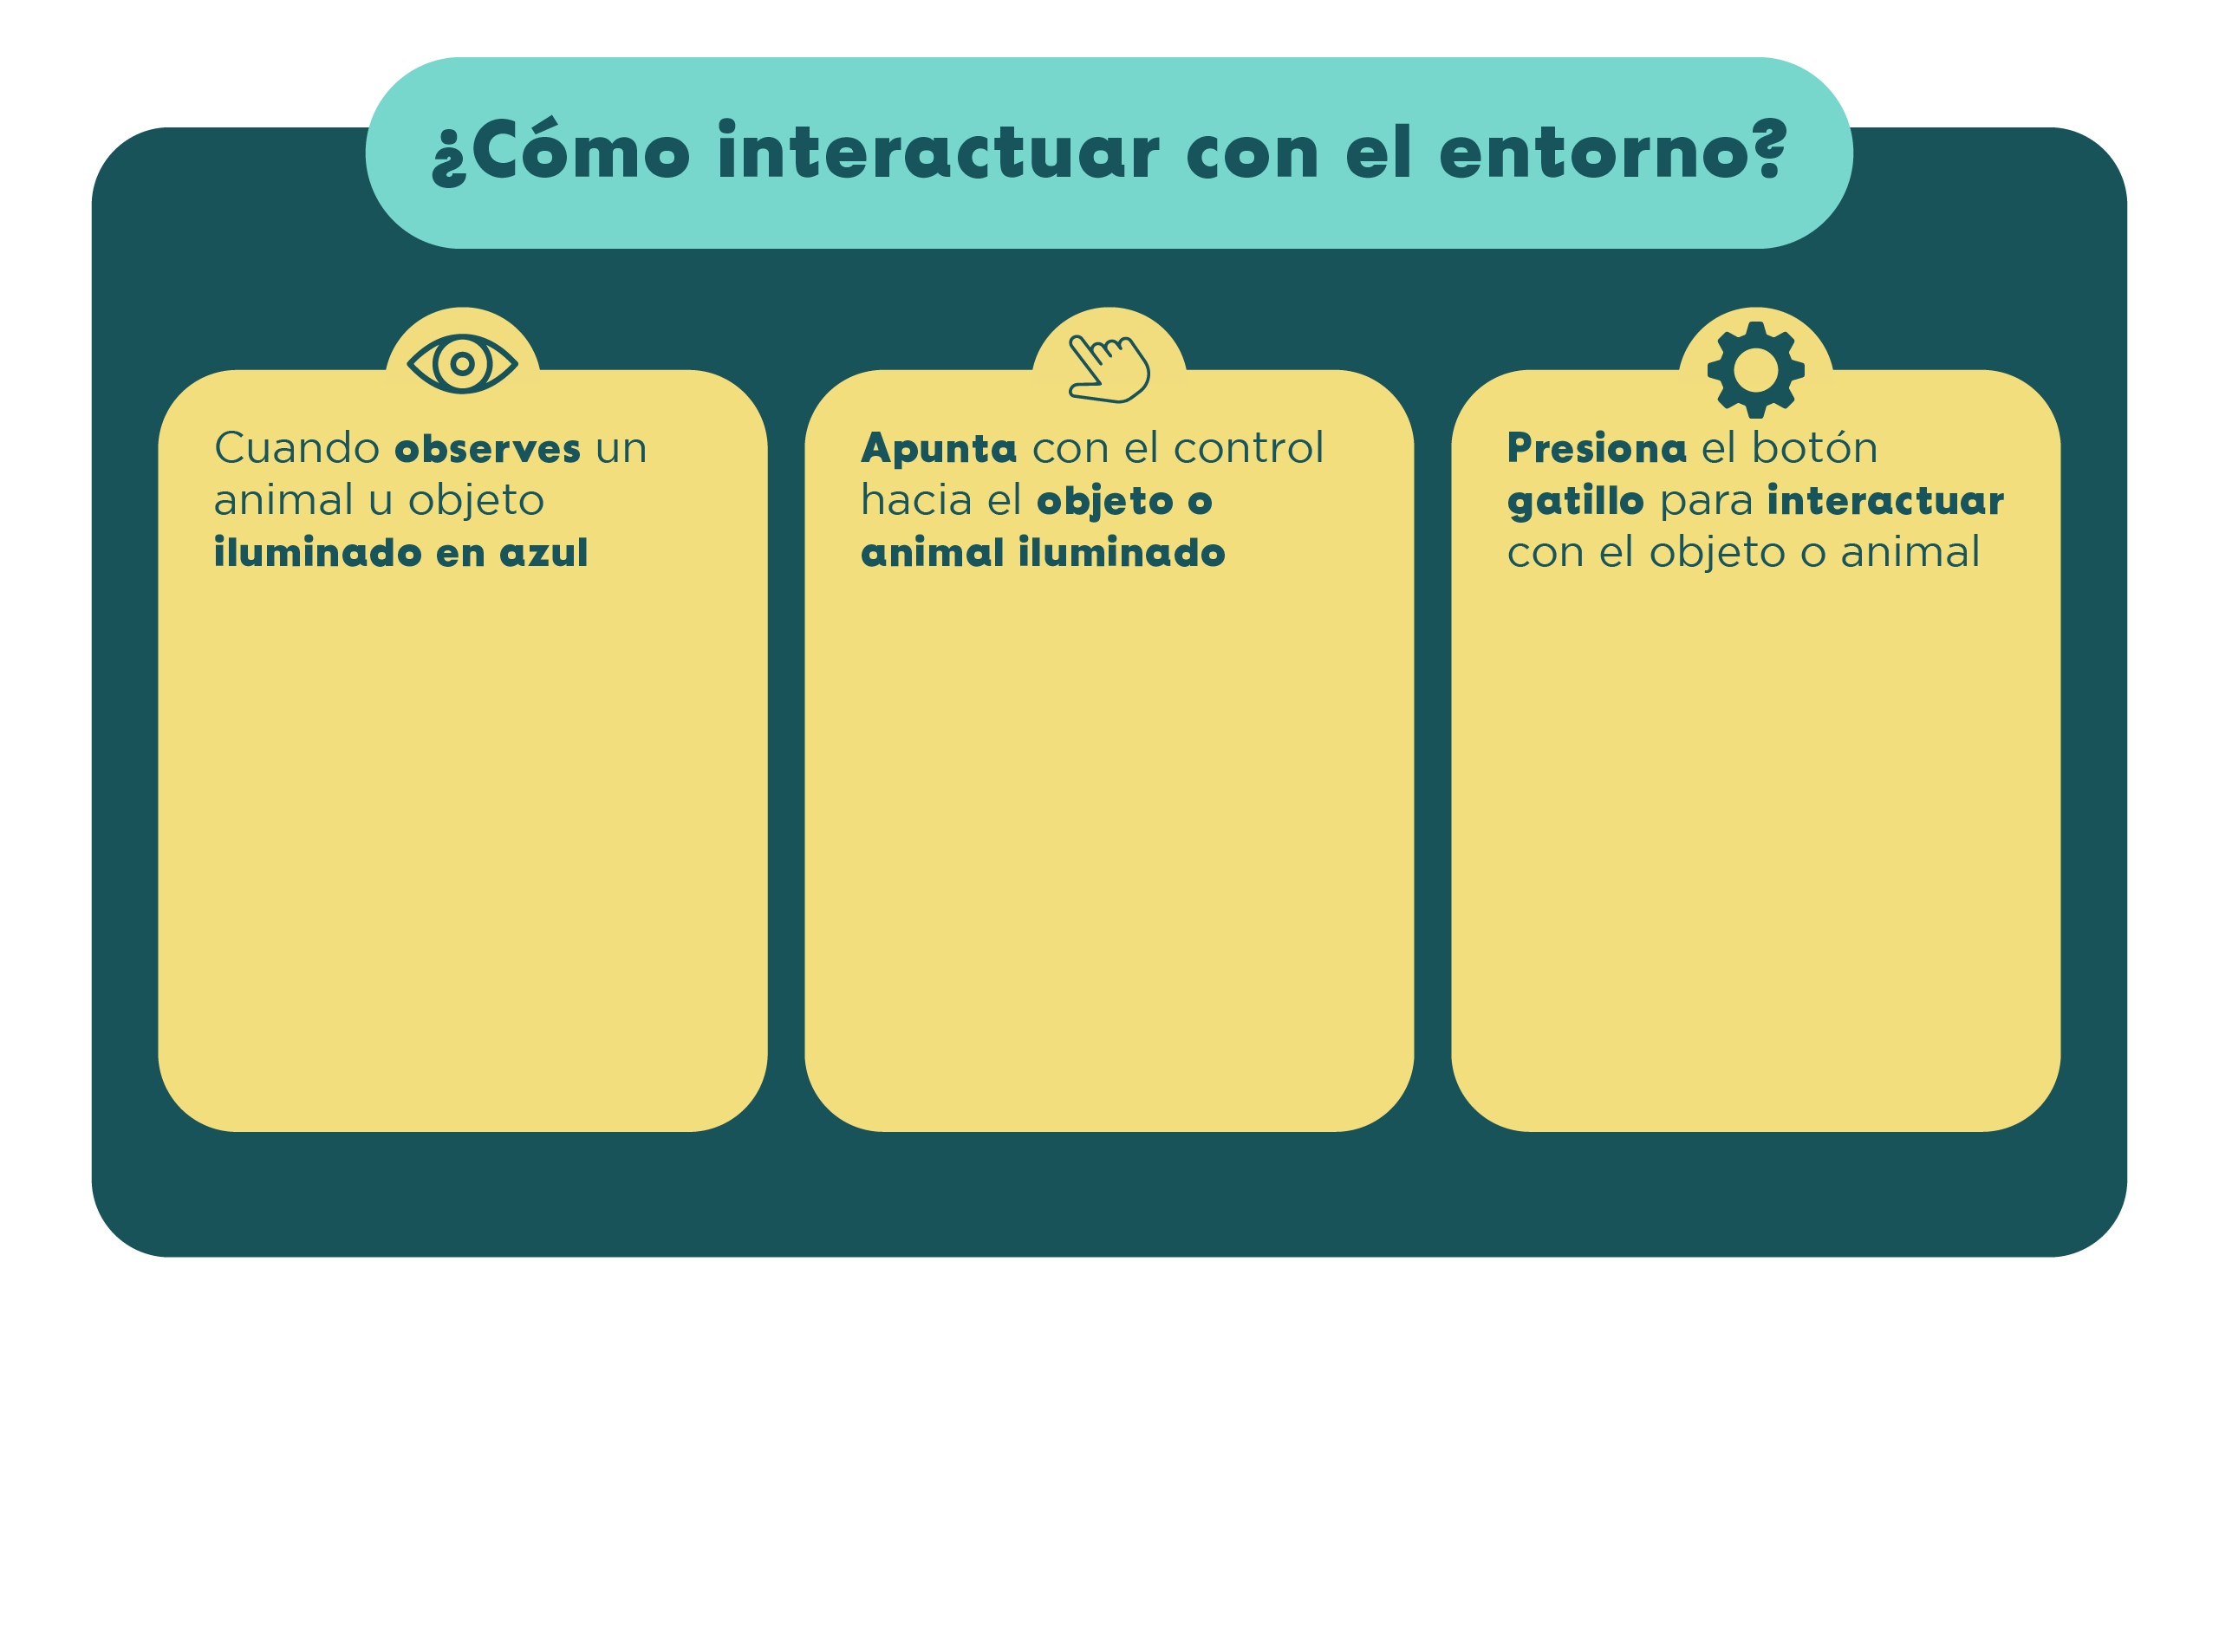 ¿Cómo interactuar con el entorno?
Cuando observes un
animal u objeto
iluminado en azul
Apunta con el control
hacia el objeto o
animal iluminado
Presiona el botón
gatillo para interactuar
con el objeto o animal